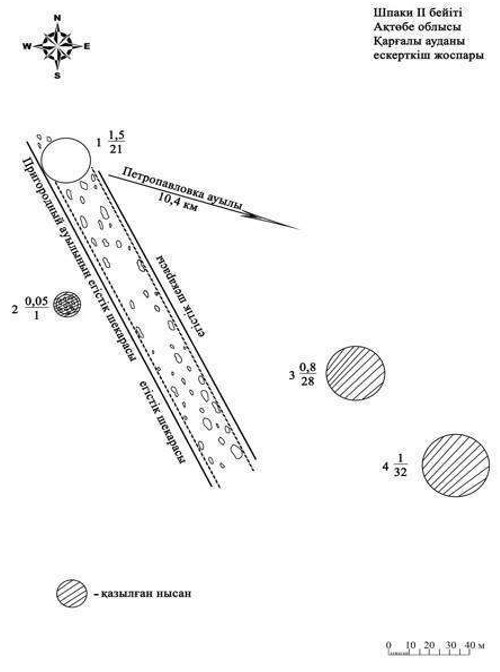 Шпаки II бейіті
Ақтөбе облысы
Қарғалы ауданы
ескерткіш жоспары
N
W E
S
1 1,5
21
Петропавловка ауылы
10,4 км
Пригородный ауылының егістік шекарасы
егістік шекарасы
егістік шекарасы
2 0,05
1
3 0,8
28
4 1
32
- қазылған нысан
0 10 20 30 40 м